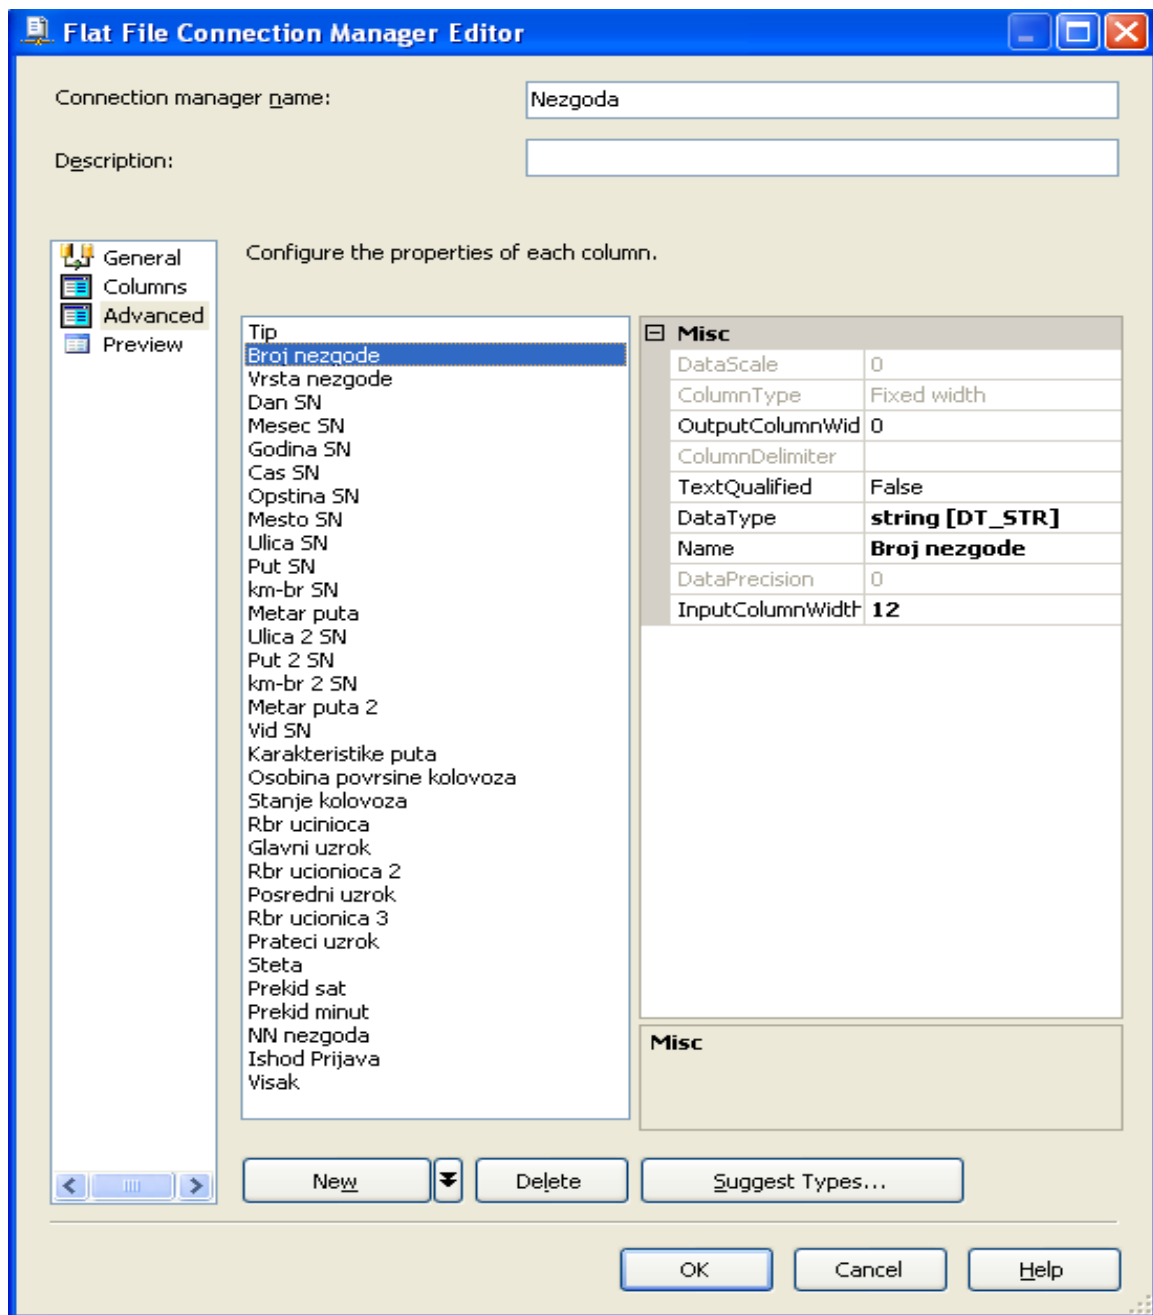 Flat File Connection Manager Editor
Connection manager name: Nezgoda
Description:
General
Columns
Advanced
Preview
Configure the properties of each column.
Tip
Broj nezgode
Vrsta nezgode
Dan SN
Mesec SN
Godina SN
Cas SN
Opstina SN
Mesto SN
Ulica SN
Put SN
km-br SN
Metar puta
Ulica 2 SN
Put 2 SN
km-br 2 SN
Metar puta 2
Vid SN
Karakteristike puta
Osobina povrsine kolovoza
Stanje kolovoza
Rbr ucinioca
Glavni uzrok
Rbr ucionioca 2
Posredni uzrok
Rbr ucionica 3
Prateci uzrok
Steta
Prekid sat
Prekid minut
NN nezgoda
Ishod Prijava
Visak
Misc
DataScale 0
ColumnType Fixed width
OutputColumnWid 0
ColumnDelimiter
TextQualified False
DataType string [DT_STR]
Name Broj nezgode
DataPrecision 0
InputColumnWidth 12
Misc
New
Delete
Suggest Types...
OK
Cancel
Help